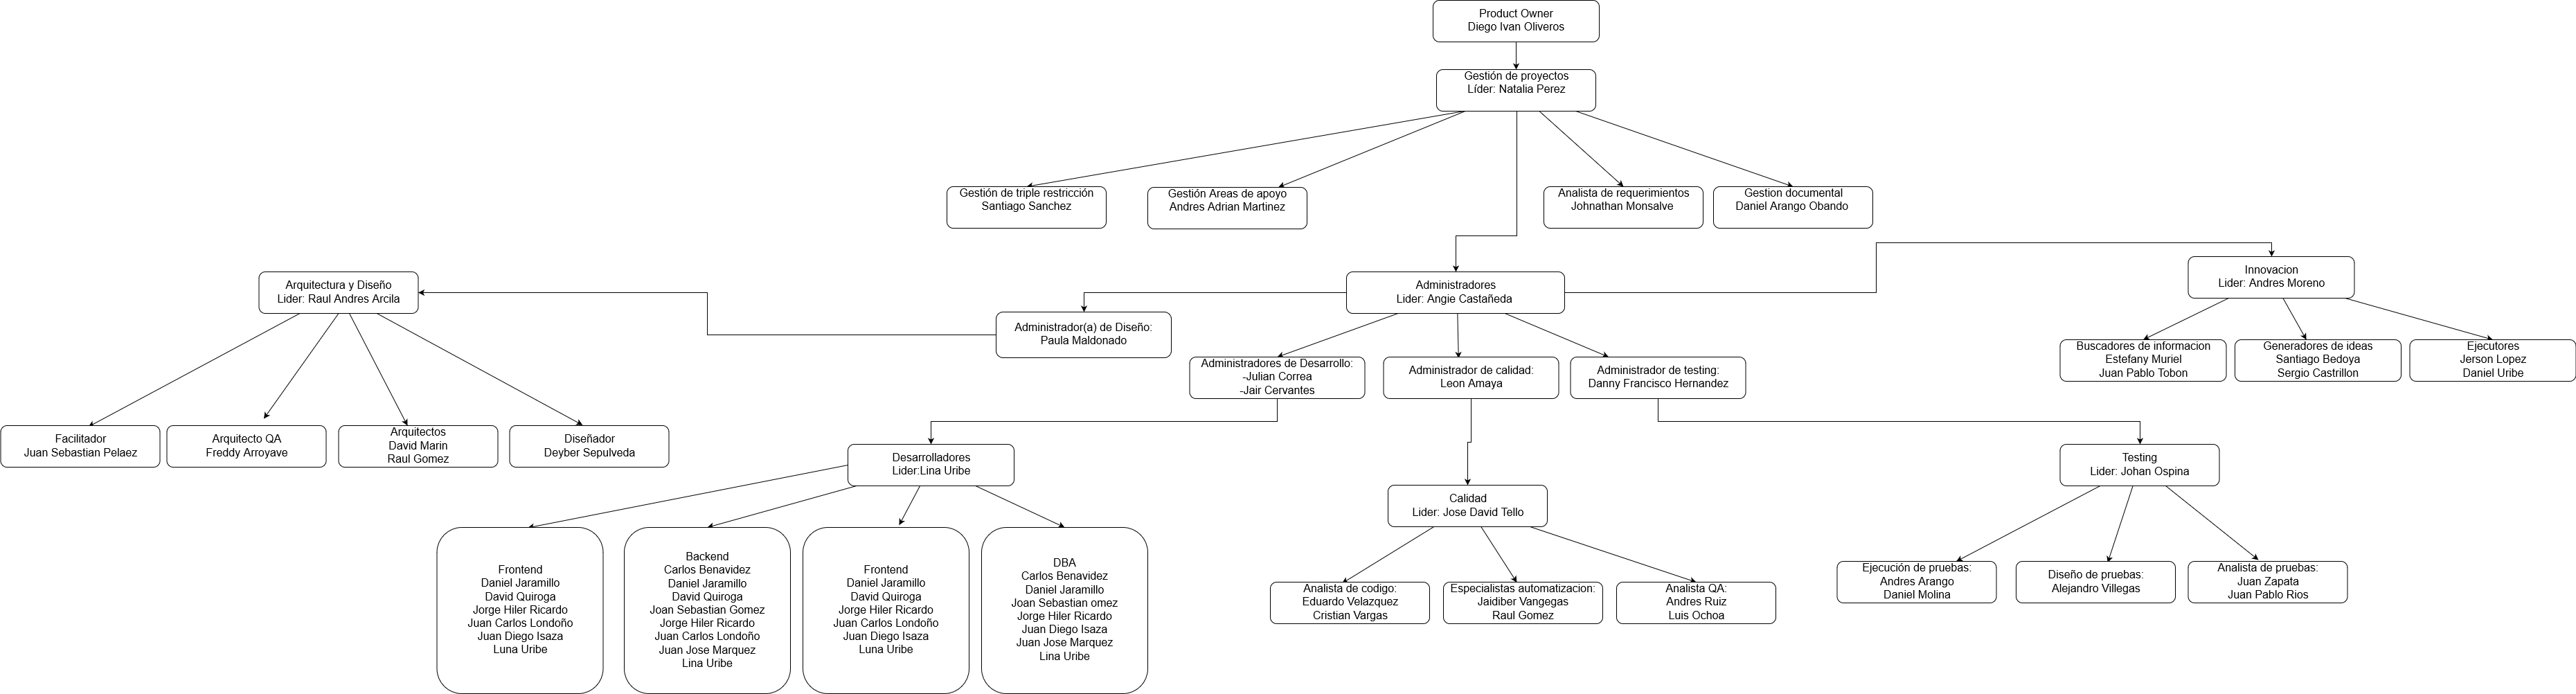 Product Owner
Diego Ivan Oliveros
Gestión de proyectos
Líder: Natalia Perez
Gestión de triple restricción
Santiago Sanchez
Gestión Areas de apoyo
Andres Adrian Martinez
Analista de requerimientos
Johnathan Monsalve
Gestion documental
Daniel Arango Obando
Arquitectura y Diseño
Lider: Raul Andres Arcila
Administradores
Lider: Angie Castañeda
Innovacion
Lider: Andres Moreno
Administrador(a) de Diseño:
Paula Maldonado
Administradores de Desarrollo:
-Julian Correa
-Jair Cervantes
Administrador de calidad:
Leon Amaya
Administrador de testing:
Danny Francisco Hernandez
Buscadores de informacion
Estefany Muriel
Juan Pablo Tobon
Generadores de ideas
Santiago Bedoya
Sergio Castrillon
Ejecutores
Jerson Lopez
Daniel Uribe
Facilitador
Juan Sebastian Pelaez
Arquitecto QA
Freddy Arroyave
Arquitectos
David Marin
Raul Gomez
Diseñador
Deyber Sepulveda
Desarrolladores
Lider:Lina Uribe
Testing
Lider: Johan Ospina
Calidad
Lider: Jose David Tello
Frontend
Daniel Jaramillo
David Quiroga
Jorge Hiler Ricardo
Juan Carlos Londoño
Juan Diego Isaza
Luna Uribe
Backend
Carlos Benavidez
Daniel Jaramillo
David Quiroga
Joan Sebastian Gomez
Jorge Hiler Ricardo
Juan Carlos Londoño
Juan Jose Marquez
Lina Uribe
Frontend
Daniel Jaramillo
David Quiroga
Jorge Hiler Ricardo
Juan Carlos Londoño
Juan Diego Isaza
Luna Uribe
DBA
Carlos Benavidez
Daniel Jaramillo
Joan Sebastian omez
Jorge Hiler Ricardo
Juan Diego Isaza
Juan Jose Marquez
Lina Uribe
Analista de codigo:
Eduardo Velazquez
Cristian Vargas
Especialistas automatizacion:
Jaidiber Vangegas
Raul Gomez
Analista QA:
Andres Ruiz
Luis Ochoa
Ejecución de pruebas:
Andres Arango
Daniel Molina
Diseño de pruebas:
Alejandro Villegas
Analista de pruebas:
Juan Zapata
Juan Pablo Rios